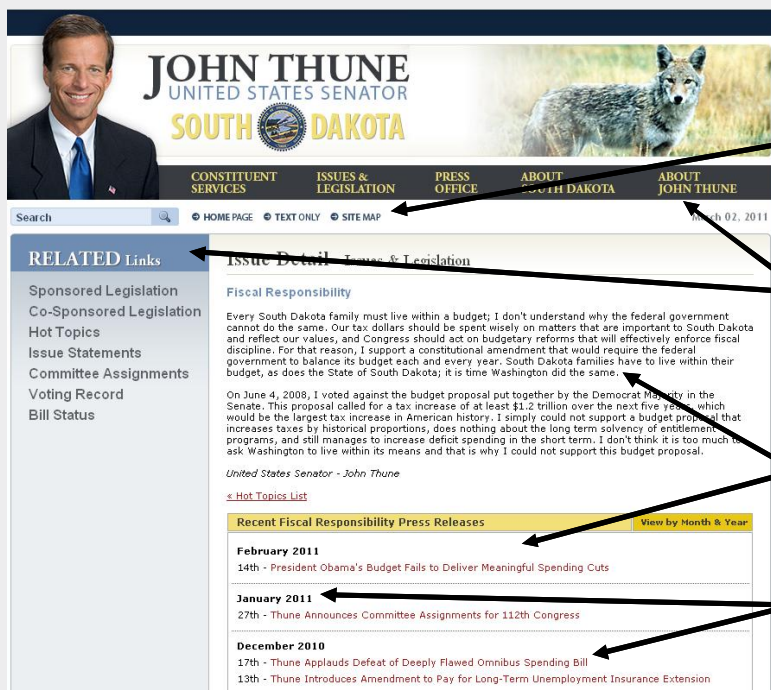 JOHN THUNE
UNITED STATES SENATOR
SOUTH DAKOTA
CONSTITUENT SERVICES
ISSUES & LEGISLATION
PRESS OFFICE
ABOUT SOUTH DAKOTA
ABOUT JOHN THUNE
Search
HOME PAGE TEXT ONLY SITE MAP
March 02, 2011
RELATED Links
Sponsored Legislation
Co-Sponsored Legislation
Hot Topics
Issue Statements
Committee Assignments
Voting Record
Bill Status
Issue Detail - Issues & Legislation
Fiscal Responsibility
Every South Dakota family must live within a budget; I don't understand why the federal government
cannot do the same. Our tax dollars should be spent wisely on matters that are important to South Dakota
and reflect our values, and Congress should act on budgetary reforms that will effectively enforce fiscal
discipline. For that reason, I support a constitutional amendment that would require the federal
government to balance its budget each and every year. South Dakota families have to live within their
budget, as does the State of South Dakota; it is time Washington did the same.
On June 4, 2008, I voted against the budget proposal put together by the Democrat Majority in the
Senate. This proposal called for a tax increase of at least $1.2 trillion over the next five years, which
would be the largest tax increase in American history. I simply could not support a budget proposal that
increases taxes by historical proportions, does nothing about the long term solvency of entitlement
programs, and still manages to increase deficit spending in the short term. I don't think it is too much to
ask Washington to live within its means and that is why I could not support this budget proposal.
United States Senator - John Thune
« Hot Topics List
Recent Fiscal Responsibility Press Releases
View by Month & Year
February 2011
14th - President Obama's Budget Fails to Deliver Meaningful Spending Cuts
January 2011
27th - Thune Announces Committee Assignments for 112th Congress
December 2010
17th - Thune Applauds Defeat of Deeply Flawed Omnibus Spending Bill
13th - Thune Introduces Amendment to Pay for Long-Term Unemployment Insurance Extension